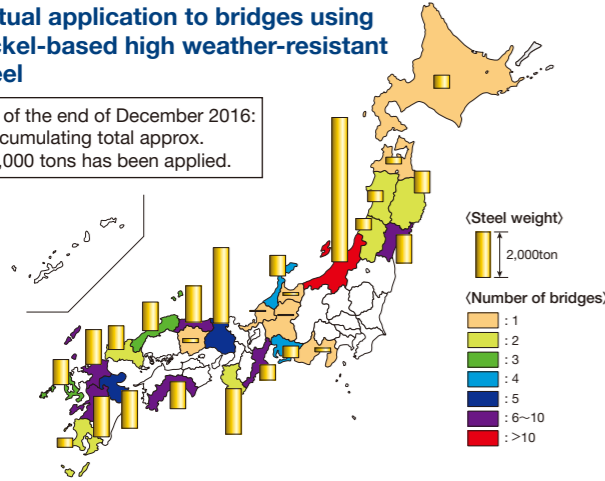 tual application to bridges using
ckel-based high weather-resistant
el
of the end of December 2016:
cumulating total approx.
,000 tons has been applied.
〈Steel weight〉
2,000ton
〈Number of bridges〉
: 1
: 2
: 3
: 4
: 5
: 6~10
: >10